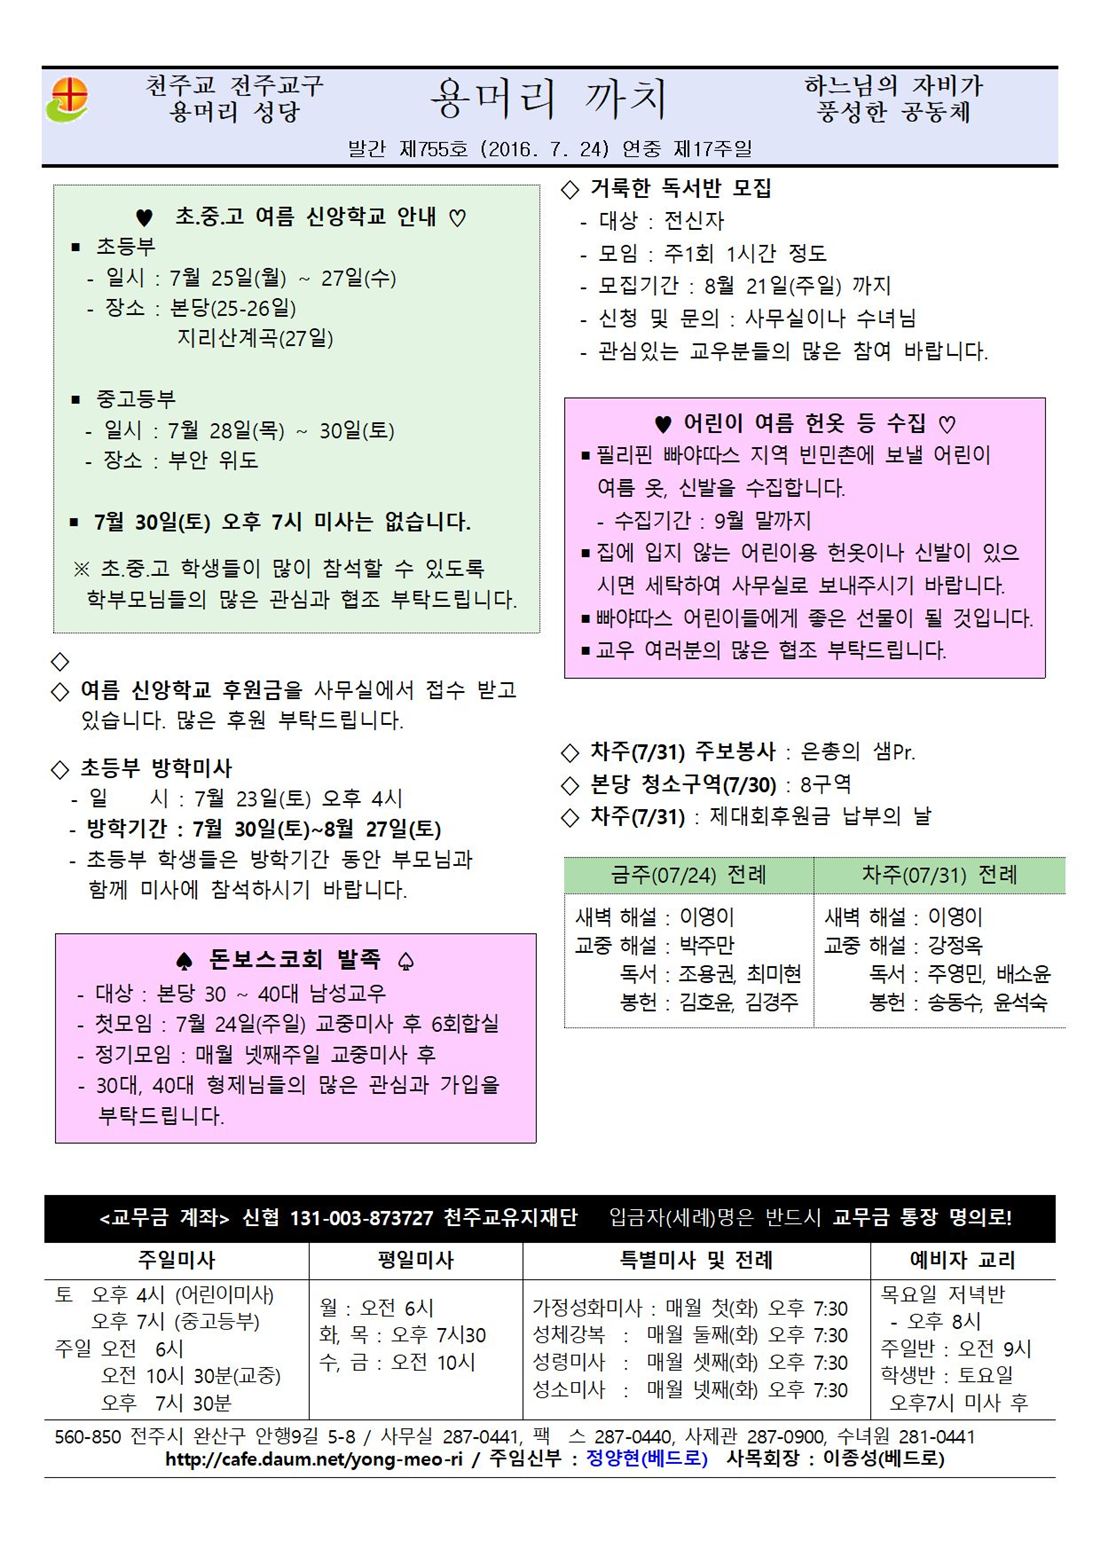 천주교 전주교구
용머리 성당
용머리 까치
하느님의 자비가
풍성한 공동체
발간 제755호 (2016. 7. 24) 연중 제17주일
♥ 초.중.고 여름 신앙학교 안내 ♡
■ 초등부
- 일시 : 7월 25일(월) ~ 27일(수)
- 장소 : 본당(25-26일)
지리산계곡(27일)
■ 중고등부
- 일시 : 7월 28일(목) ~ 30일(토)
- 장소 : 부안 위도
■ 7월 30일(토) 오후 7시 미사는 없습니다.
※ 초.중.고 학생들이 많이 참석할 수 있도록
학부모님들의 많은 관심과 협조 부탁드립니다.
◇
◇ 여름 신앙학교 후원금을 사무실에서 접수 받고
있습니다. 많은 후원 부탁드립니다.
◇ 초등부 방학미사
- 일 시 : 7월 23일(토) 오후 4시
- 방학기간 : 7월 30일(토)~8월 27일(토)
- 초등부 학생들은 방학기간 동안 부모님과
함께 미사에 참석하시기 바랍니다.
♠ 돈보스코회 발족 ♤
- 대상 : 본당 30 ~ 40대 남성교우
- 첫모임 : 7월 24일(주일) 교중미사 후 6회합실
- 정기모임 : 매월 넷째주일 교중미사 후
- 30대, 40대 형제님들의 많은 관심과 가입을
부탁드립니다.
◇ 거룩한 독서반 모집
- 대상 : 전신자
- 모임 : 주1회 1시간 정도
- 모집기간 : 8월 21일(주일) 까지
- 신청 및 문의 : 사무실이나 수녀님
- 관심있는 교우분들의 많은 참여 바랍니다.
♥ 어린이 여름 헌옷 등 수집 ♡
■ 필리핀 빠야따스 지역 빈민촌에 보낼 어린이
여름 옷, 신발을 수집합니다.
- 수집기간 : 9월 말까지
■ 집에 입지 않는 어린이용 헌옷이나 신발이 있으
시면 세탁하여 사무실로 보내주시기 바랍니다.
■ 빠야따스 어린이들에게 좋은 선물이 될 것입니다.
■ 교우 여러분의 많은 협조 부탁드립니다.
◇ 차주(7/31) 주보봉사 : 은총의 샘Pr.
◇ 본당 청소구역(7/30) : 8구역
◇ 차주(7/31) : 제대회후원금 납부의 날
금주(07/24) 전례
새벽 해설 : 이영이
교중 해설 : 박주만
독서 : 조용권, 최미현
봉헌 : 김호윤, 김경주
차주(07/31) 전례
새벽 해설 : 이영이
교중 해설 : 강정옥
독서 : 주영민, 배소윤
봉헌 : 송동수, 윤석숙
<교무금 계좌> 신협 131-003-873727 천주교유지재단 입금자(세례)명은 반드시 교무금 통장 명의로!
주일미사
토 오후 4시 (어린이미사)
오후 7시 (중고등부)
주일 오전 6시
오전 10시 30분(교중)
오후 7시 30분
평일미사
월 : 오전 6시
화, 목 : 오후 7시30
수, 금 : 오전 10시
특별미사 및 전례
가정성화미사 : 매월 첫(화) 오후 7:30
성체강복 : 매월 둘째(화) 오후 7:30
성령미사 : 매월 셋째(화) 오후 7:30
성소미사 : 매월 넷째(화) 오후 7:30
예비자 교리
목요일 저녁반
- 오후 8시
주일반 : 오전 9시
학생반 : 토요일
오후7시 미사 후
560-850 전주시 완산구 안행9길 5-8 / 사무실 287-0441, 팩 스 287-0440, 사제관 287-0900, 수녀원 281-0441
http://cafe.daum.net/yong-meo-ri / 주임신부 : 정양현(베드로) 사목회장 : 이종성(베드로)